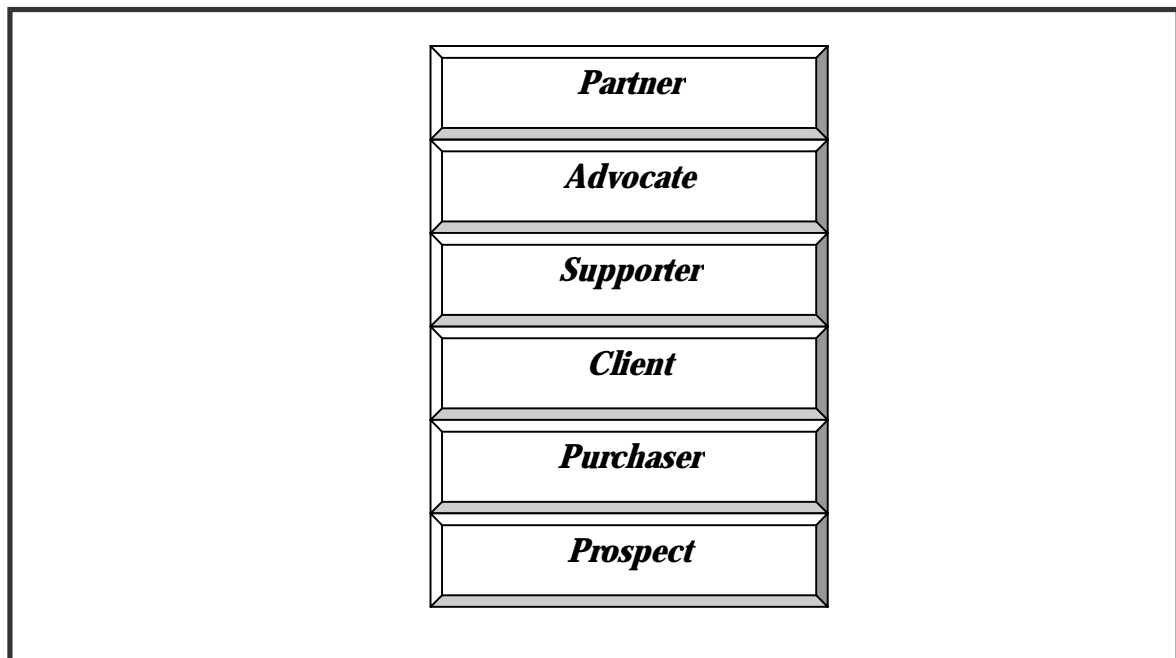 Partner
Advocate
Supporter
Client
Purchaser
Prospect